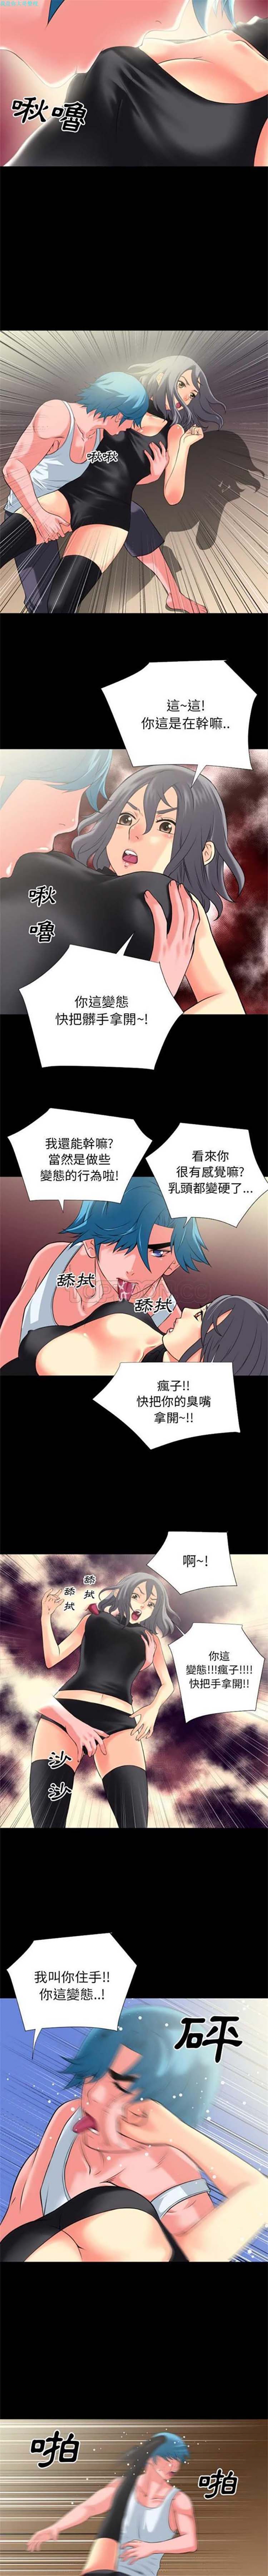 啾嚕
啾啾
這~這!
你這是在幹嘛..
啾
嚕
你這變態
快把髒手拿開~!
我還能幹嘛?
當然是做些
變態的行為啦!
看來你
很有感覺嘛?
乳頭都變硬了...
舔拭
舔拭
瘋子!!
快把你的臭嘴
拿開~!!
啊~!
舔
拭
舔
拭
你這
變態!!!瘋子!!!!
快把手拿開!!
沙
沙
我叫你住手!!
你這變態..!
砰
啪
啪